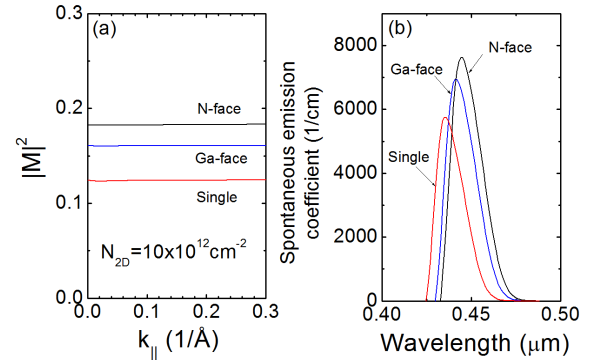 (a)
0.3
0.2
0.1
0.0
|M|²
N-face
Ga-face
Single
N₂D=10x10¹²cm⁻²
0.0 0.1 0.2 0.3
k|| (1/Å)
(b)
8000
6000
4000
2000
0
Spontaneous emission
coefficient (1/cm)
N-face
Ga-face
Single
0.40 0.45 0.50
Wavelength (μm)